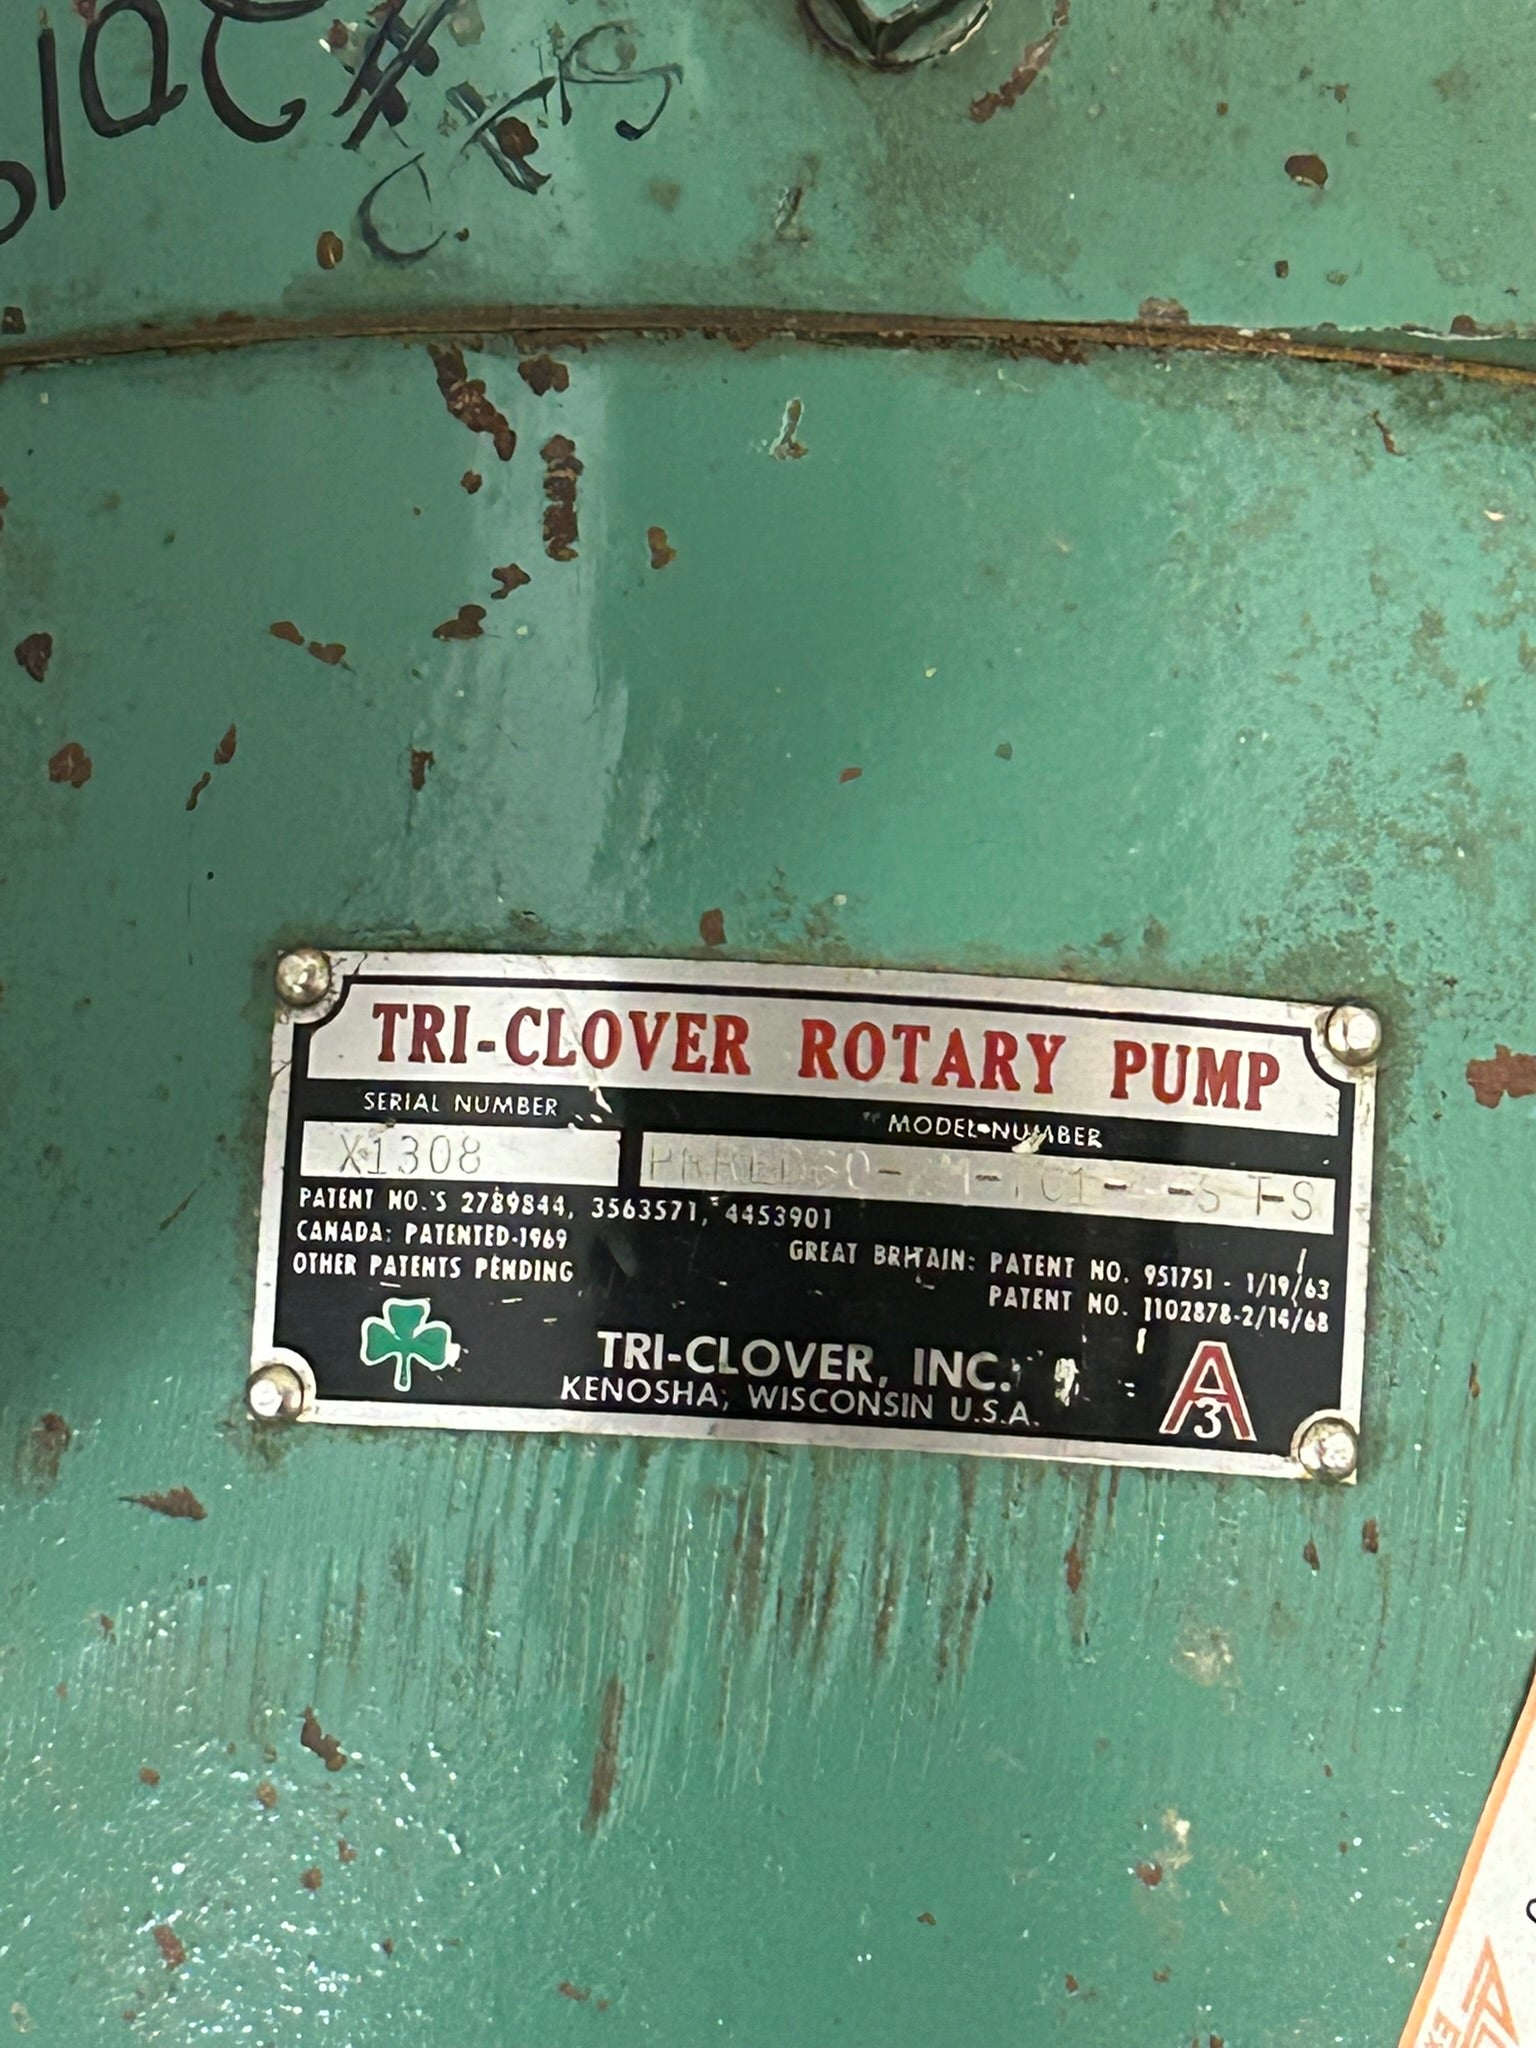 TRI-CLOVER ROTARY PUMP
SERIAL NUMBER
MODEL NUMBER
X1308
PATENT NO.'S 2789844, 3563571, 4453901
CANADA: PATENTED-1969
OTHER PATENTS PENDING
GREAT BRITAIN: PATENT NO. 951751 - 1/19/63
PATENT NO. 1102878-2/14/68
TRI-CLOVER, INC.
KENOSHA, WISCONSIN U.S.A.
A
3